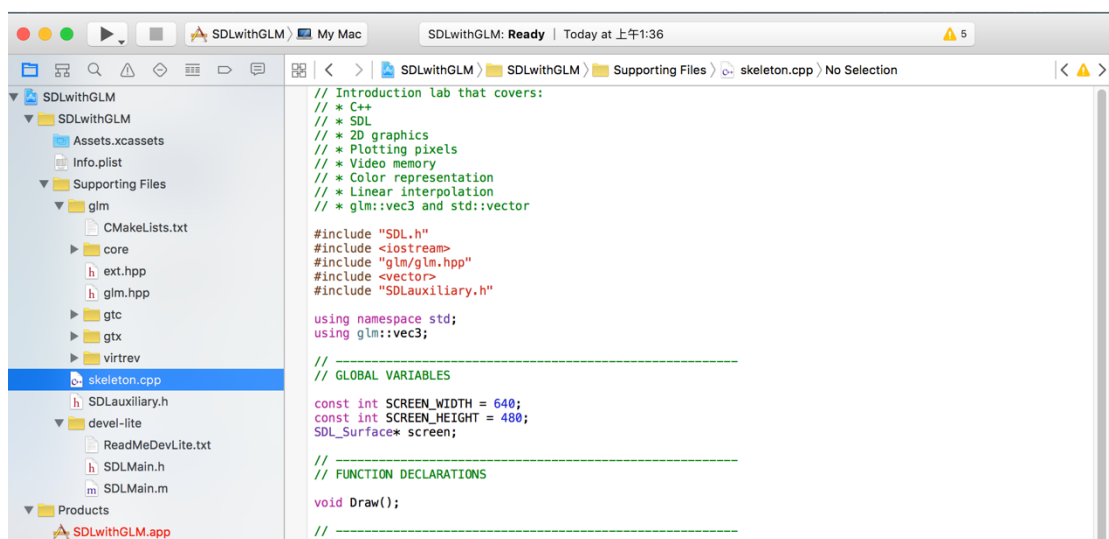 SDLwithGLM
My Mac
SDLwithGLM: Ready | Today at 上午1:36
5
SDLwithGLM
SDLwithGLM
Supporting Files
skeleton.cpp
No Selection
SDLwithGLM
SDLwithGLM
Assets.xcassets
Info.plist
Supporting Files
glm
CMakeLists.txt
core
ext.hpp
glm.hpp
gtc
gtx
virtrev
skeleton.cpp
SDLauxiliary.h
devel-lite
ReadMeDevLite.txt
SDLMain.h
SDLMain.m
Products
SDLwithGLM.app
// Introduction lab that covers:
// * C++
// * SDL
// * 2D graphics
// * Plotting pixels
// * Video memory
// * Color representation
// * Linear interpolation
// * glm::vec3 and std::vector
#include "SDL.h"
#include <iostream>
#include "glm/glm.hpp"
#include <vector>
#include "SDLauxiliary.h"
using namespace std;
using glm::vec3;
// --------------------------------------------------------
// GLOBAL VARIABLES
const int SCREEN_WIDTH = 640;
const int SCREEN_HEIGHT = 480;
SDL_Surface* screen;
// --------------------------------------------------------
// FUNCTION DECLARATIONS
void Draw();
// --------------------------------------------------------